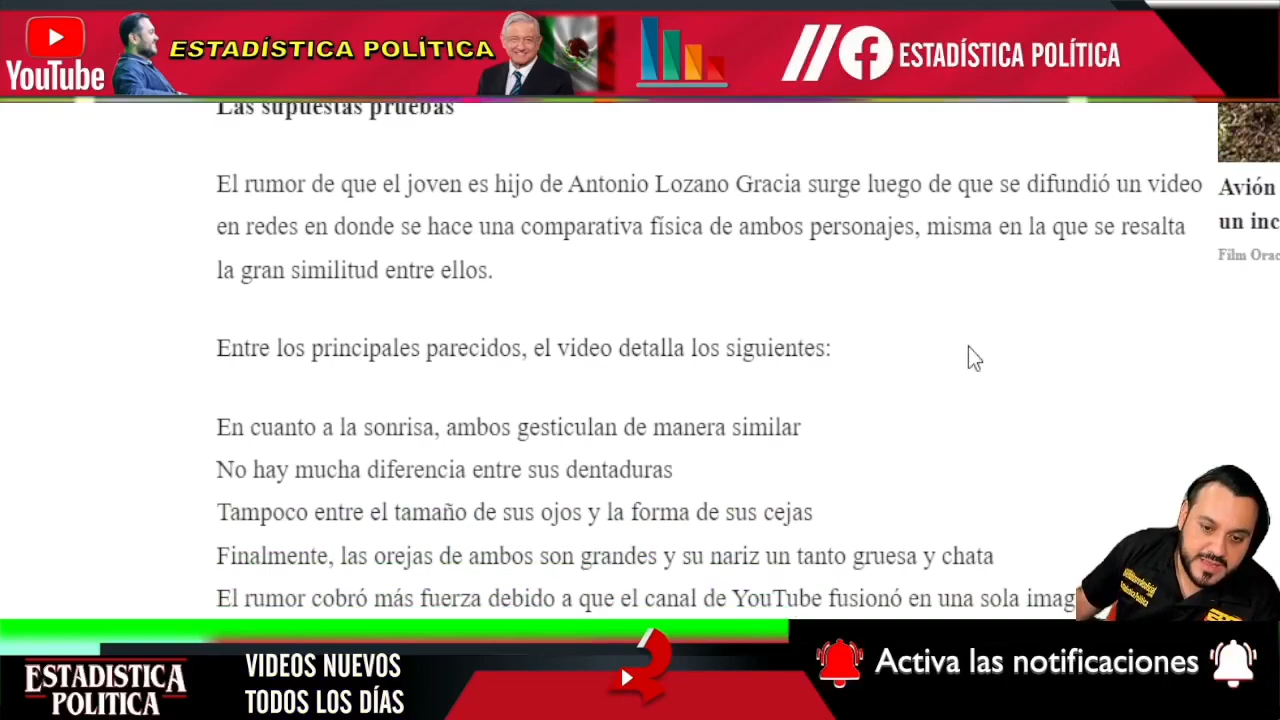 YouTube
ESTADÍSTICA POLÍTICA
ESTADÍSTICA POLÍTICA
Las supuestas pruebas
El rumor de que el joven es hijo de Antonio Lozano Gracia surge luego de que se difundió un video
en redes en donde se hace una comparativa física de ambos personajes, misma en la que se resalta
la gran similitud entre ellos.
Avión
un inc
Film Orac
Entre los principales parecidos, el video detalla los siguientes:
En cuanto a la sonrisa, ambos gesticulan de manera similar
No hay mucha diferencia entre sus dentaduras
Tampoco entre el tamaño de sus ojos y la forma de sus cejas
Finalmente, las orejas de ambos son grandes y su nariz un tanto gruesa y chata
El rumor cobró más fuerza debido a que el canal de YouTube fusionó en una sola imag
ESTADISTICA
POLITICA
VIDEOS NUEVOS
TODOS LOS DÍAS
Activa las notificaciones